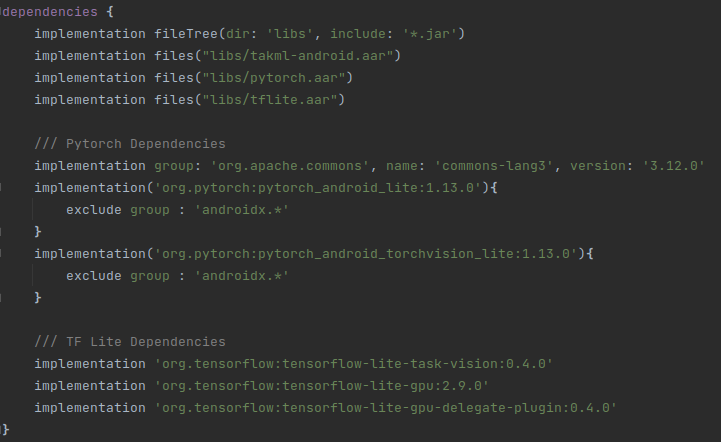 dependencies {
implementation fileTree(dir: 'libs', include: '*.jar')
implementation files("libs/takml-android.aar")
implementation files("libs/pytorch.aar")
implementation files("libs/tflite.aar")
/// Pytorch Dependencies
implementation group: 'org.apache.commons', name: 'commons-lang3', version: '3.12.0'
implementation('org.pytorch:pytorch_android_lite:1.13.0'){
exclude group : 'androidx.*'
}
implementation('org.pytorch:pytorch_android_torchvision_lite:1.13.0'){
exclude group : 'androidx.*'
}
/// TF Lite Dependencies
implementation 'org.tensorflow:tensorflow-lite-task-vision:0.4.0'
implementation 'org.tensorflow:tensorflow-lite-gpu:2.9.0'
implementation 'org.tensorflow:tensorflow-lite-gpu-delegate-plugin:0.4.0'
}